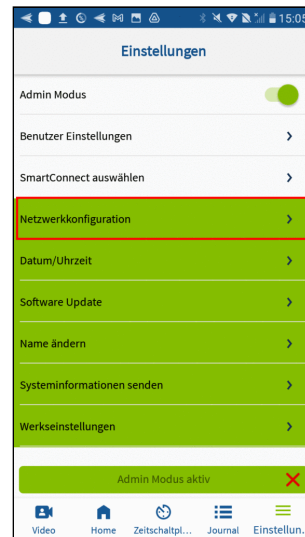 15:05
Einstellungen
Admin Modus
Benutzer Einstellungen
SmartConnect auswählen
Netzwerkkonfiguration
Datum/Uhrzeit
Software Update
Name ändern
Systeminformationen senden
Werkseinstellungen
Admin Modus aktiv
Video Home Zeitschaltpl... Journal Einstellun...